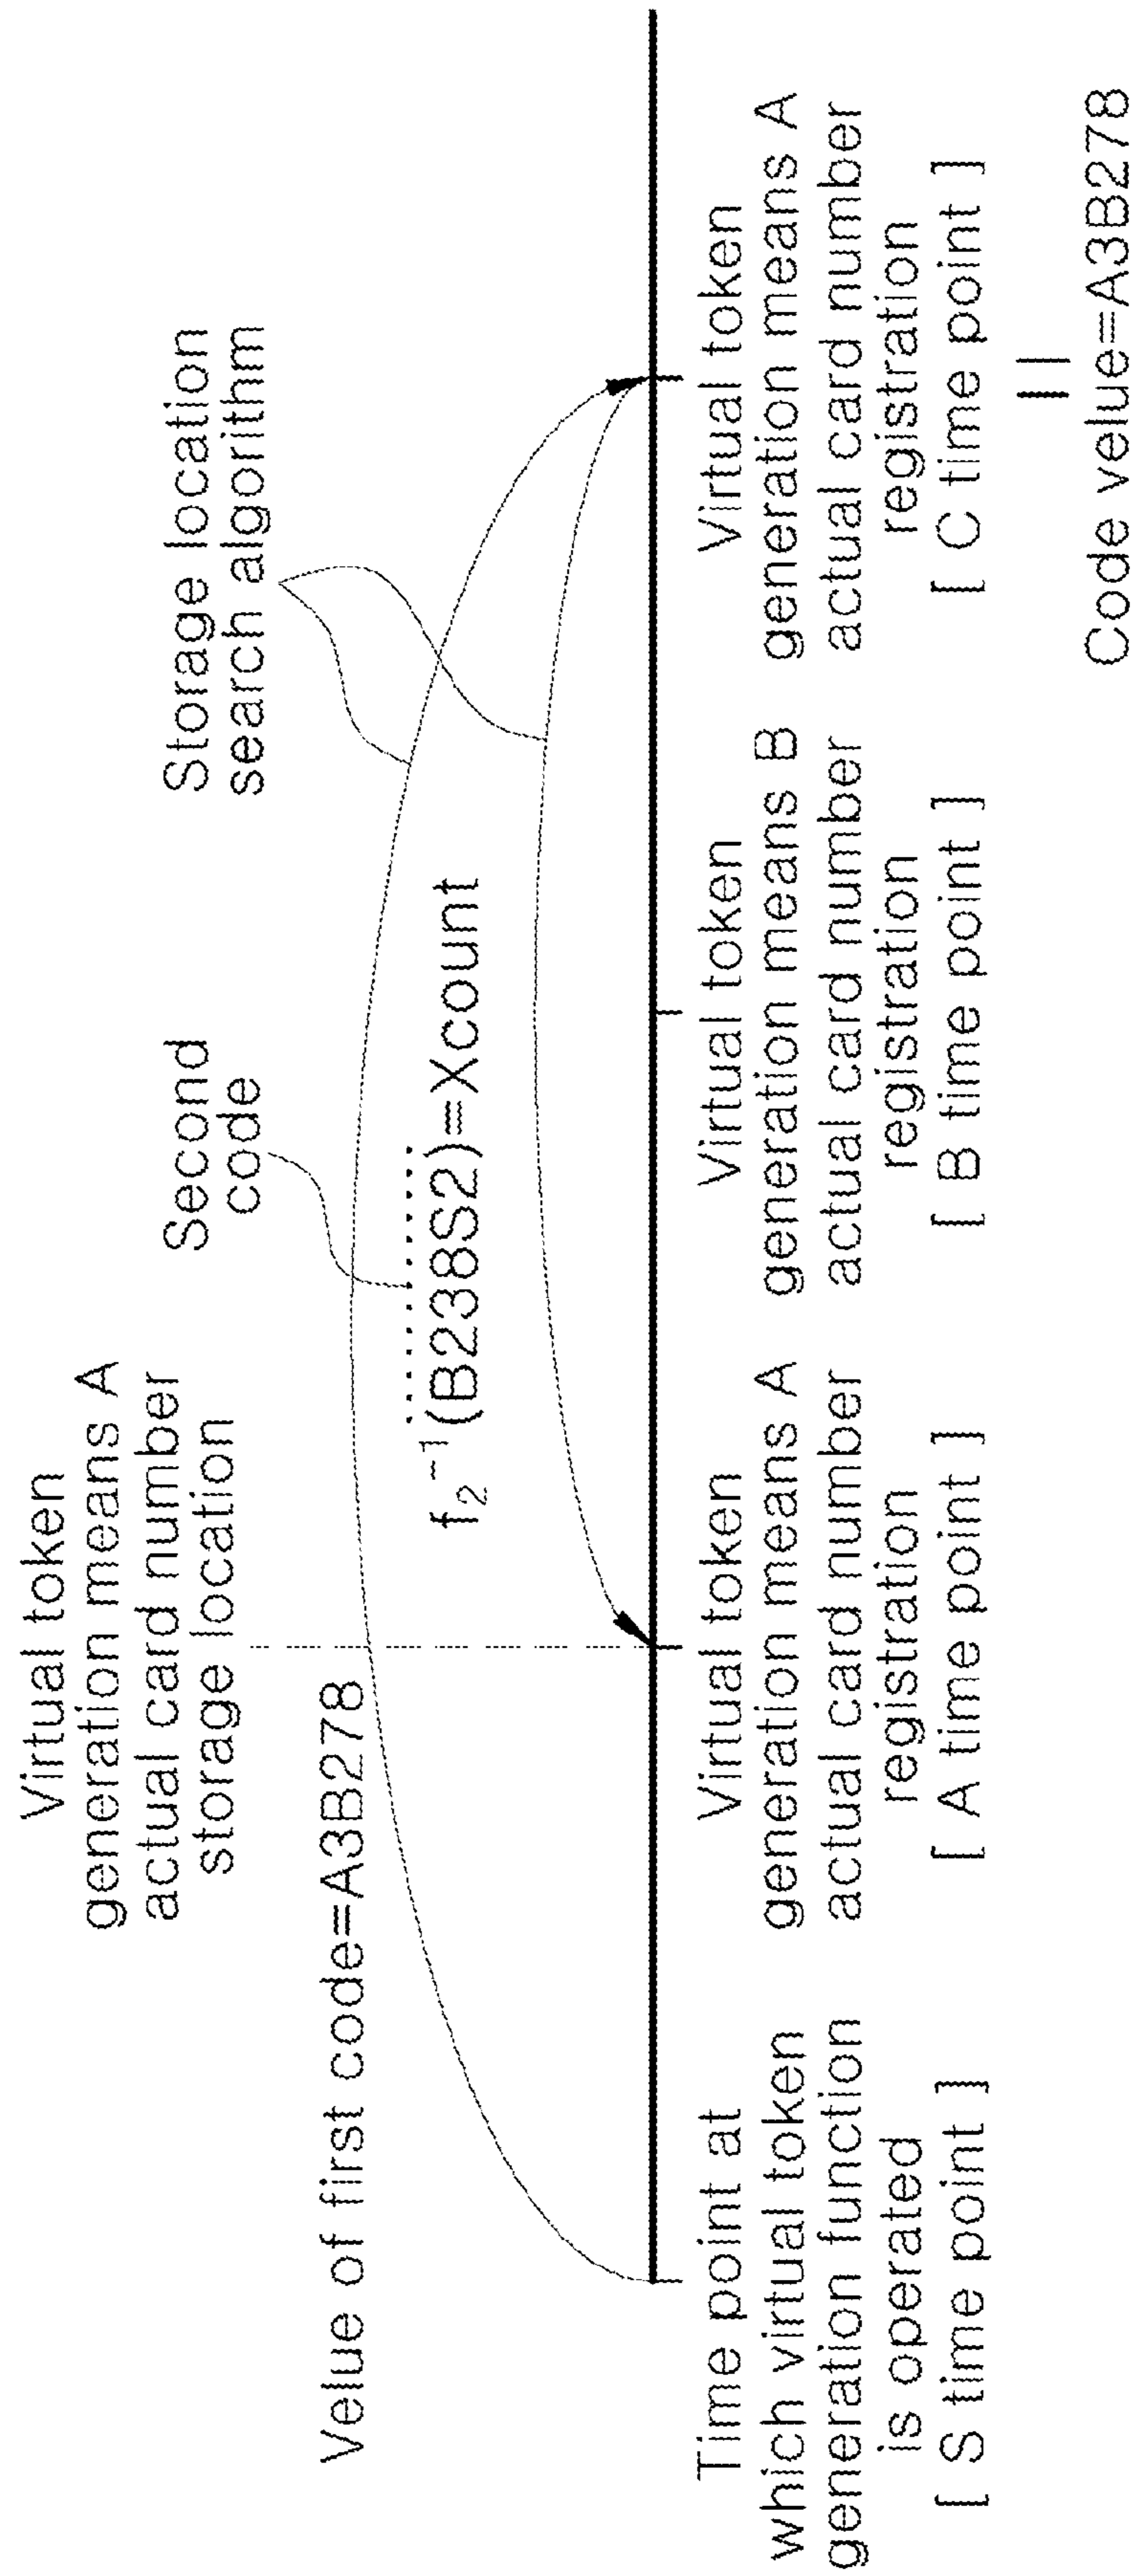 Virtual token
generation means A
actual card number
storage location
Second
code
Storage location
search algorithm
Velue of first code=A3B278
f₂⁻¹(B238S2)=Xcount
Time point at
which virtual token
generation function
is operated
[ S time point ]
Virtual token
generation means A
actual card number
registration
[ A time point ]
Virtual token
generation means B
actual card number
registration
[ B time point ]
Virtual token
generation means A
actual card number
registration
[ C time point ]
Code velue=A3B278